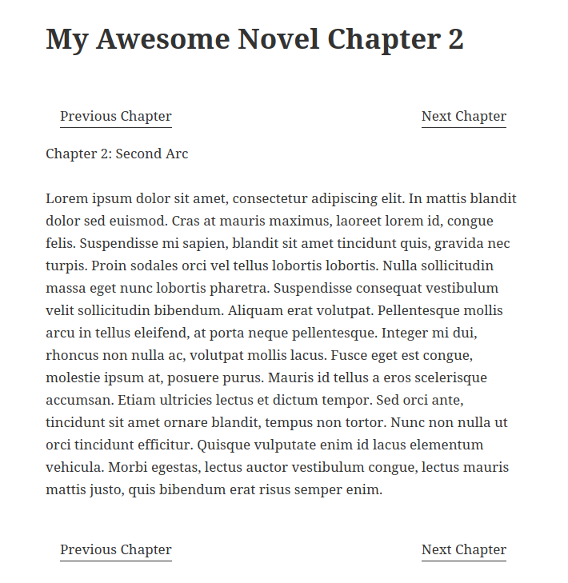 My Awesome Novel Chapter 2
Previous Chapter Next Chapter
Chapter 2: Second Arc
Lorem ipsum dolor sit amet, consectetur adipiscing elit. In mattis blandit
dolor sed euismod. Cras at mauris maximus, laoreet lorem id, congue
felis. Suspendisse mi sapien, blandit sit amet tincidunt quis, gravida nec
turpis. Proin sodales orci vel tellus lobortis lobortis. Nulla sollicitudin
massa eget nunc lobortis pharetra. Suspendisse consequat vestibulum
velit sollicitudin bibendum. Aliquam erat volutpat. Pellentesque mollis
arcu in tellus eleifend, at porta neque pellentesque. Integer mi dui,
rhoncus non nulla ac, volutpat mollis lacus. Fusce eget est congue,
molestie ipsum at, posuere purus. Mauris id tellus a eros scelerisque
accumsan. Etiam ultricies lectus et dictum tempor. Sed orci ante,
tincidunt sit amet ornare blandit, tempus non tortor. Nunc non nulla ut
orci tincidunt efficitur. Quisque vulputate enim id lacus elementum
vehicula. Morbi egestas, lectus auctor vestibulum congue, lectus mauris
mattis justo, quis bibendum erat risus semper enim.
Previous Chapter Next Chapter